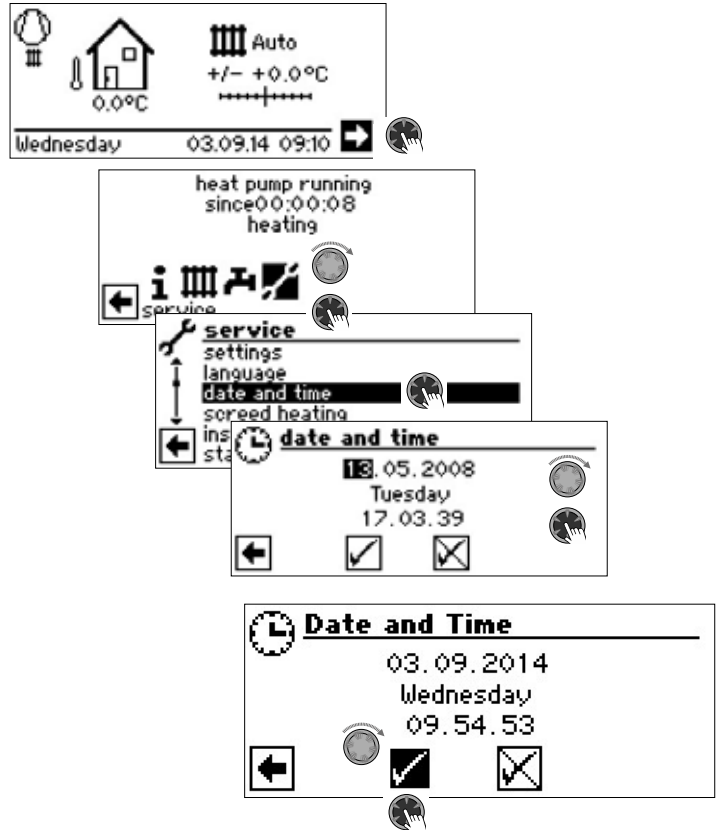 Auto
+/- +0.0°C
0.0°C
Wednesday 03.09.14 09:10
heat pump running
since00:00:08
heating
service
service
settings
language
date and time
screed heating
ins
sta
date and time
13.05.2008
Tuesday
17.03.39
Date and Time
03.09.2014
Wednesday
09.54.53